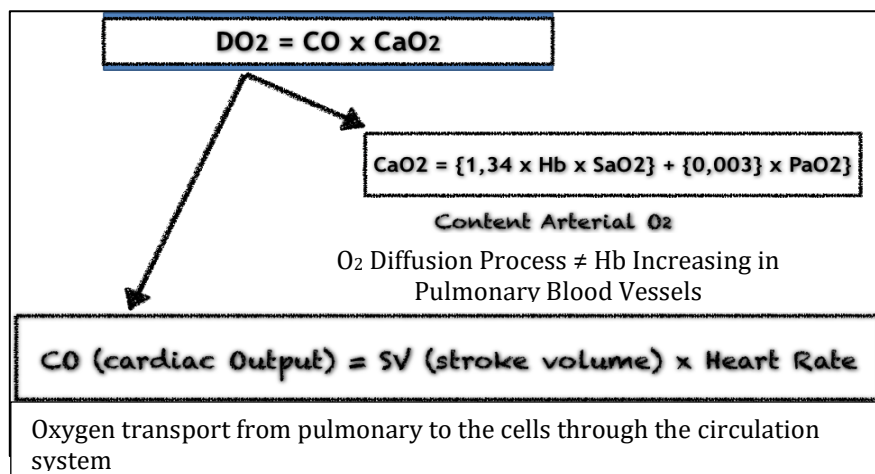 DO2 = CO x CaO2
CaO2 = {1,34 x Hb x SaO2} + {0,003} x PaO2}
Content Arterial O2
O2 Diffusion Process ≠ Hb Increasing in
Pulmonary Blood Vessels
CO (cardiac Output) = SV (stroke volume) x Heart Rate
Oxygen transport from pulmonary to the cells through the circulation
system